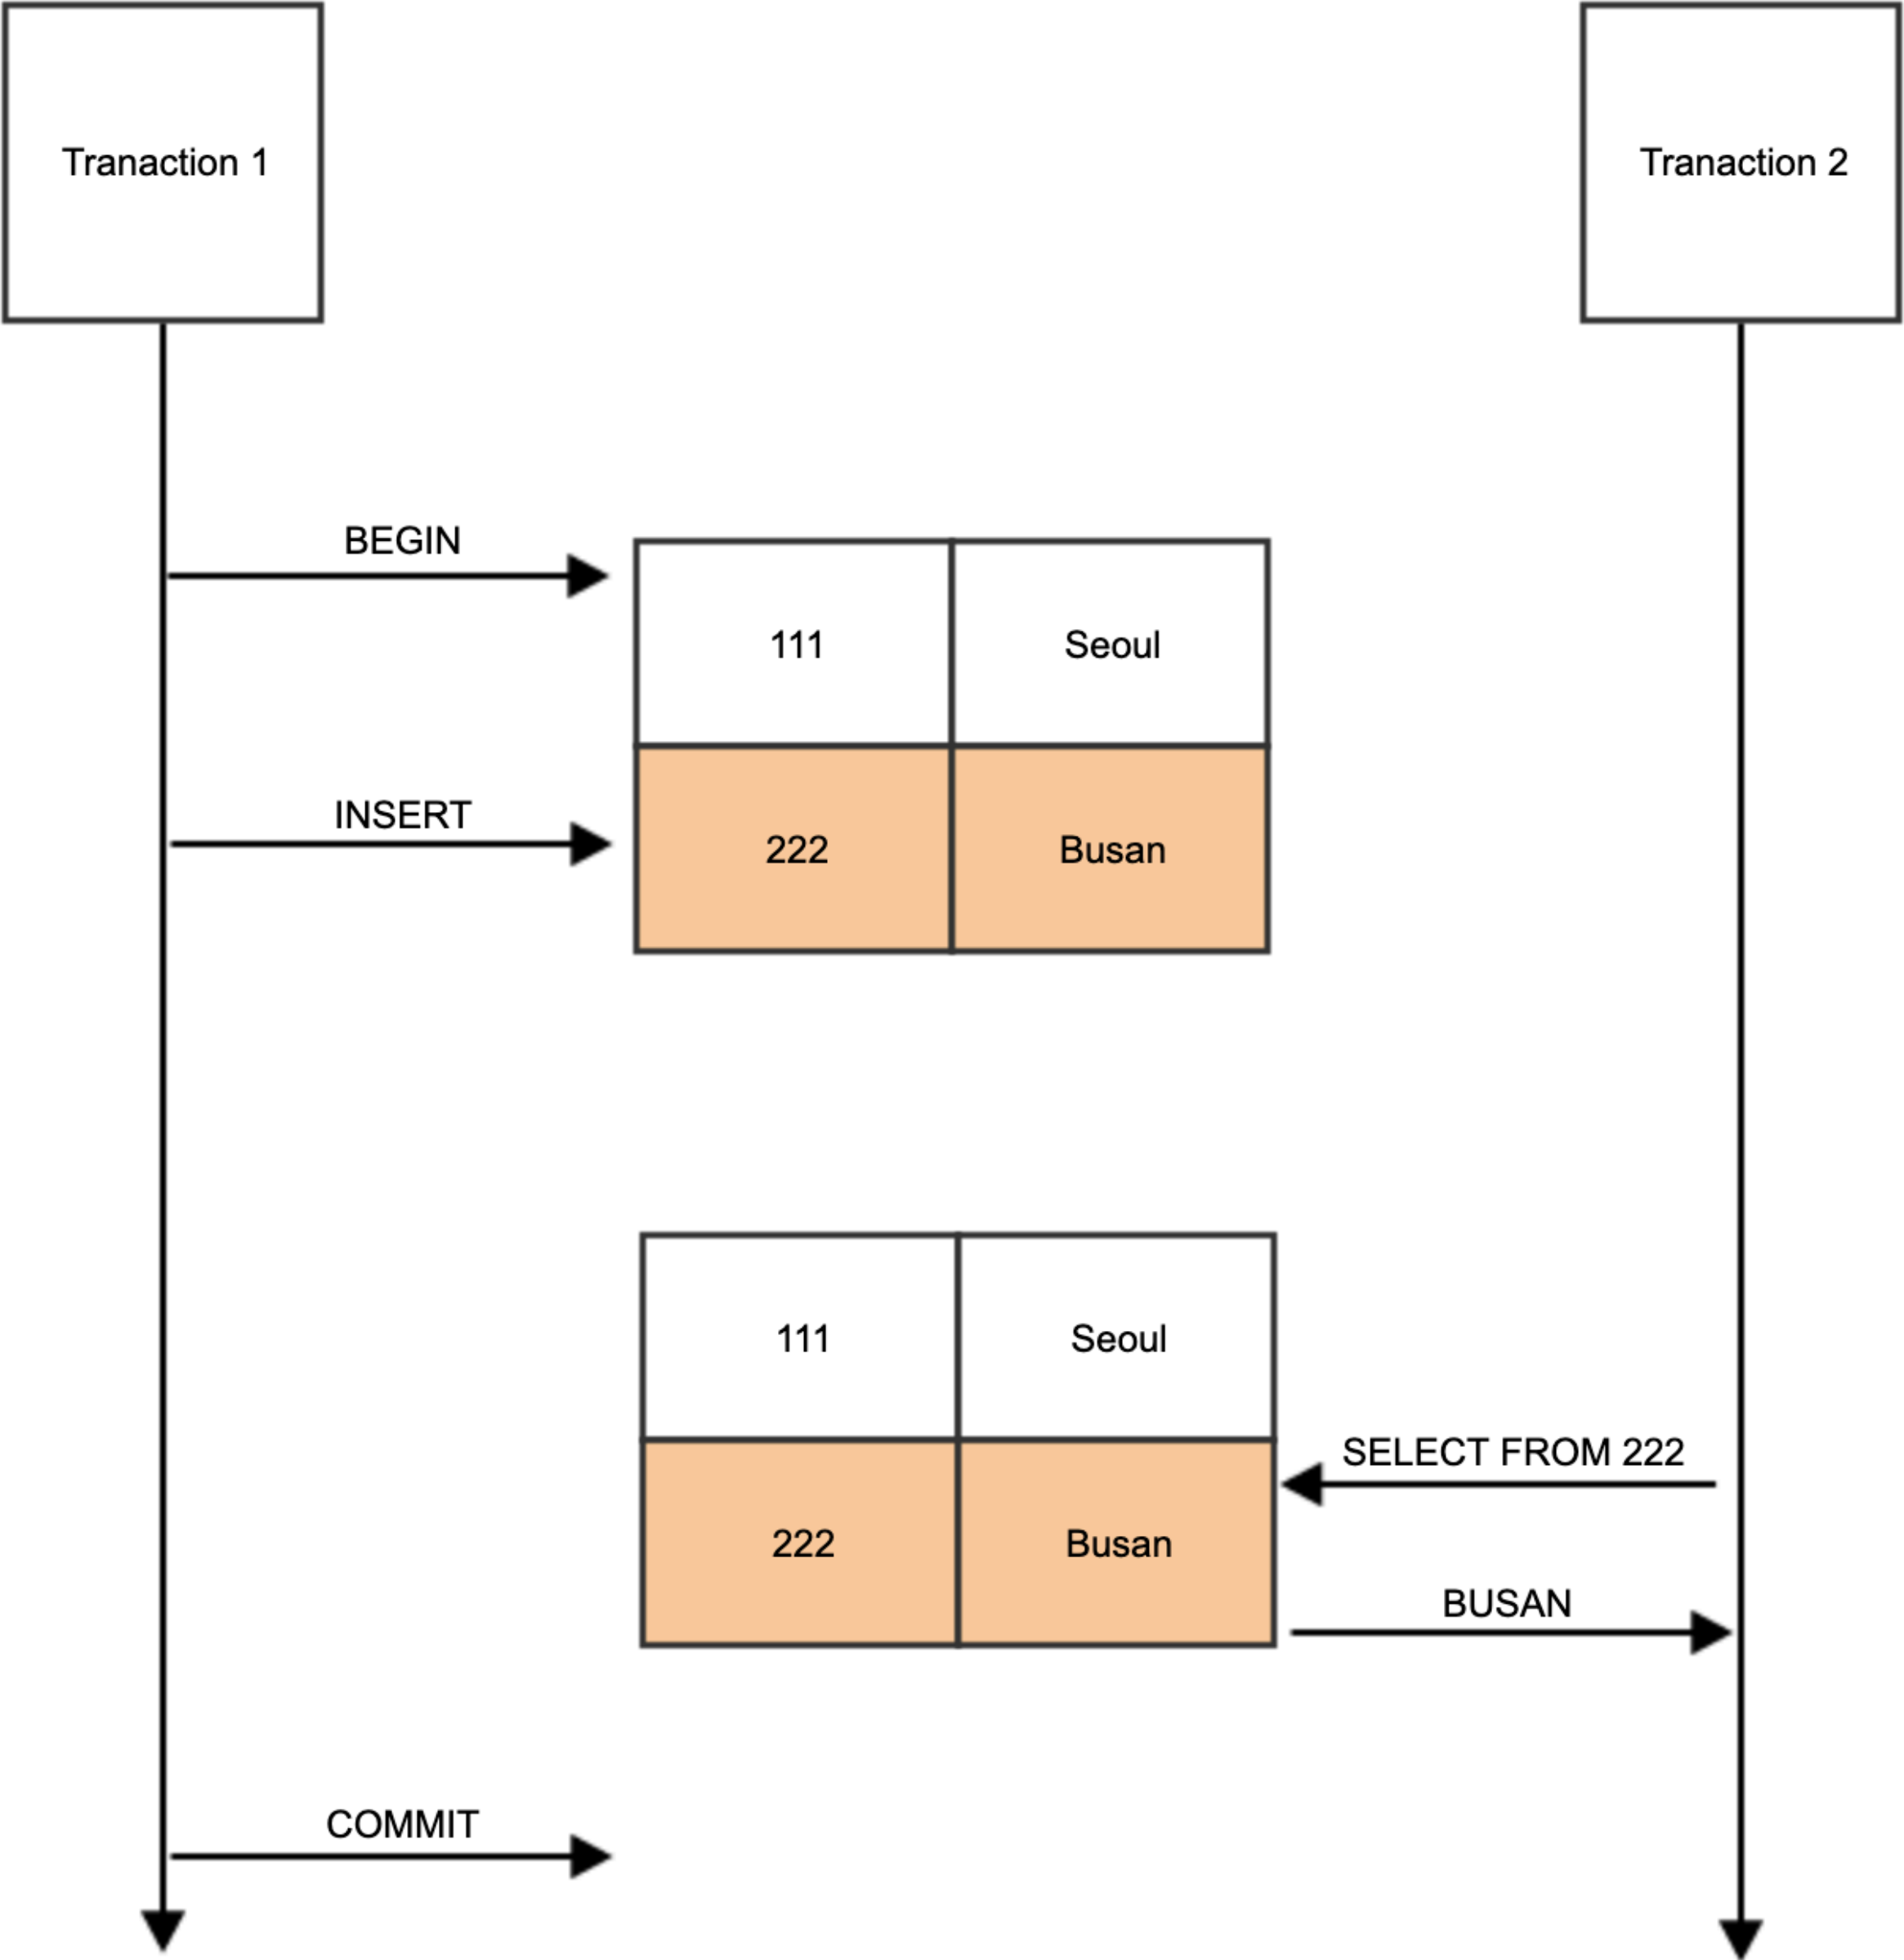 Tranaction 1
Tranaction 2
BEGIN
111
Seoul
INSERT
222
Busan
111
Seoul
SELECT FROM 222
222
Busan
BUSAN
COMMIT